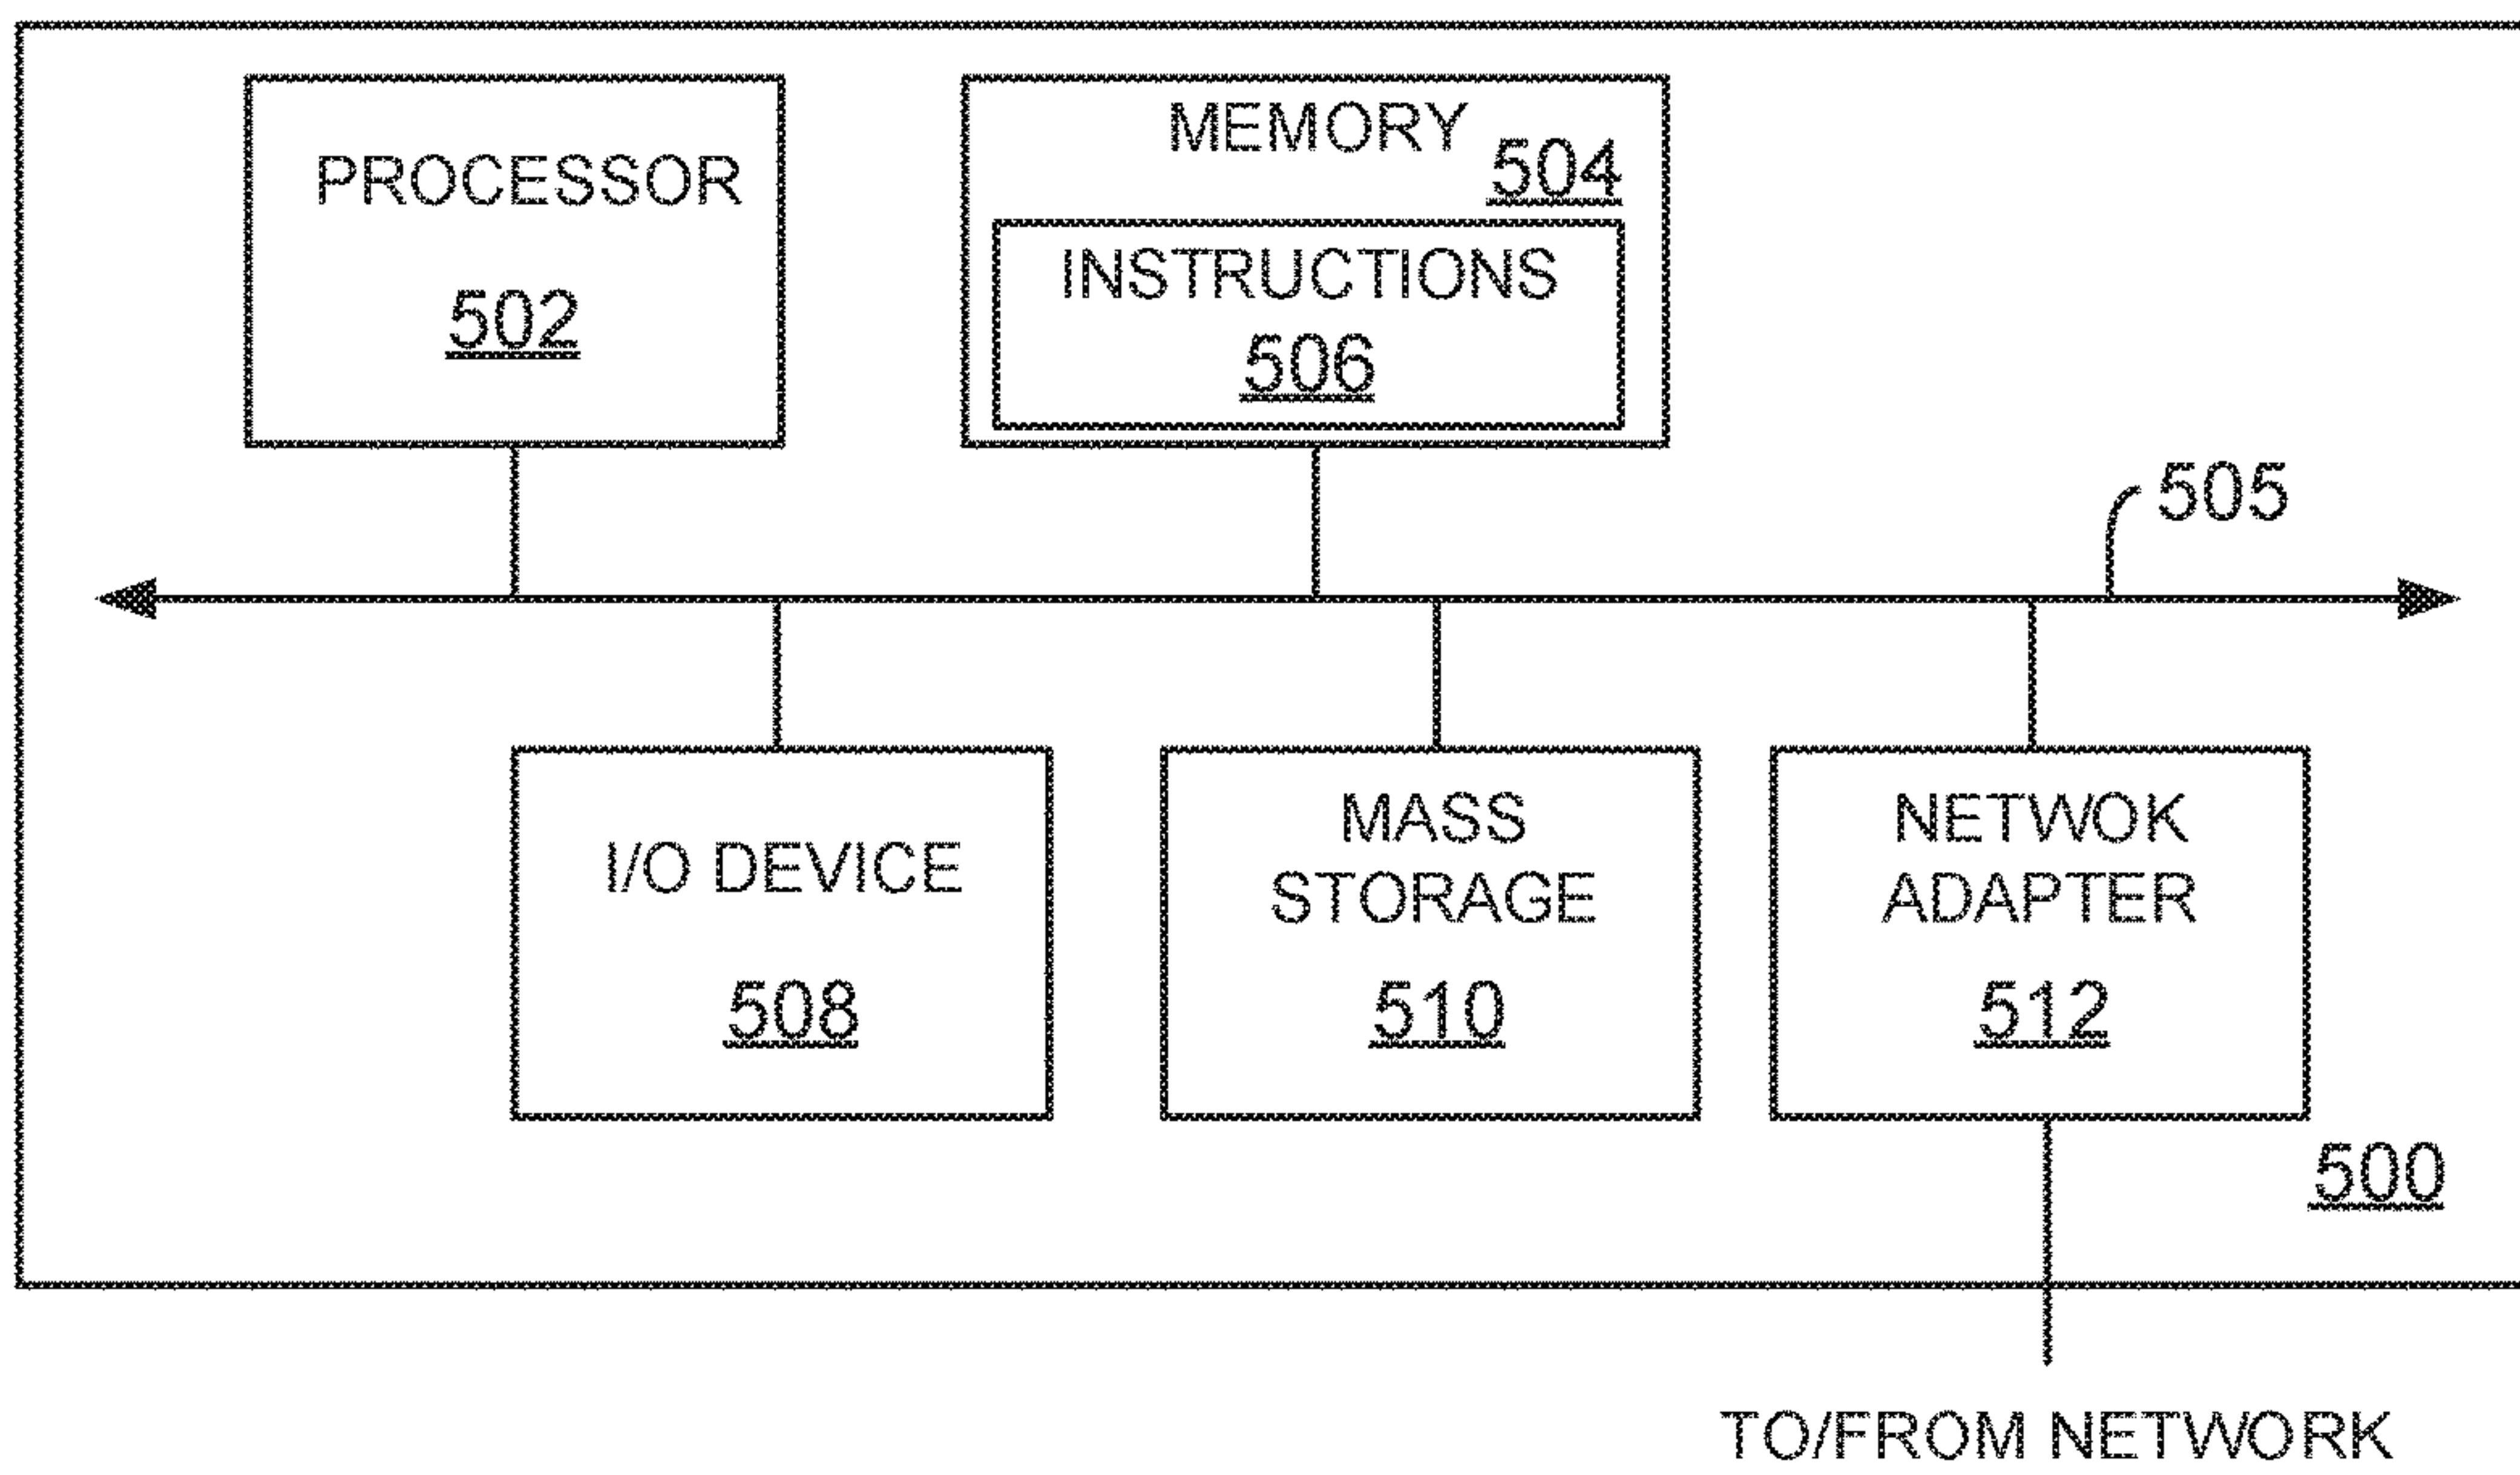 PROCESSOR
502
MEMORY
504
INSTRUCTIONS
506
505
I/O DEVICE
508
MASS
STORAGE
510
NETWOK
ADAPTER
512
500
TO/FROM NETWORK